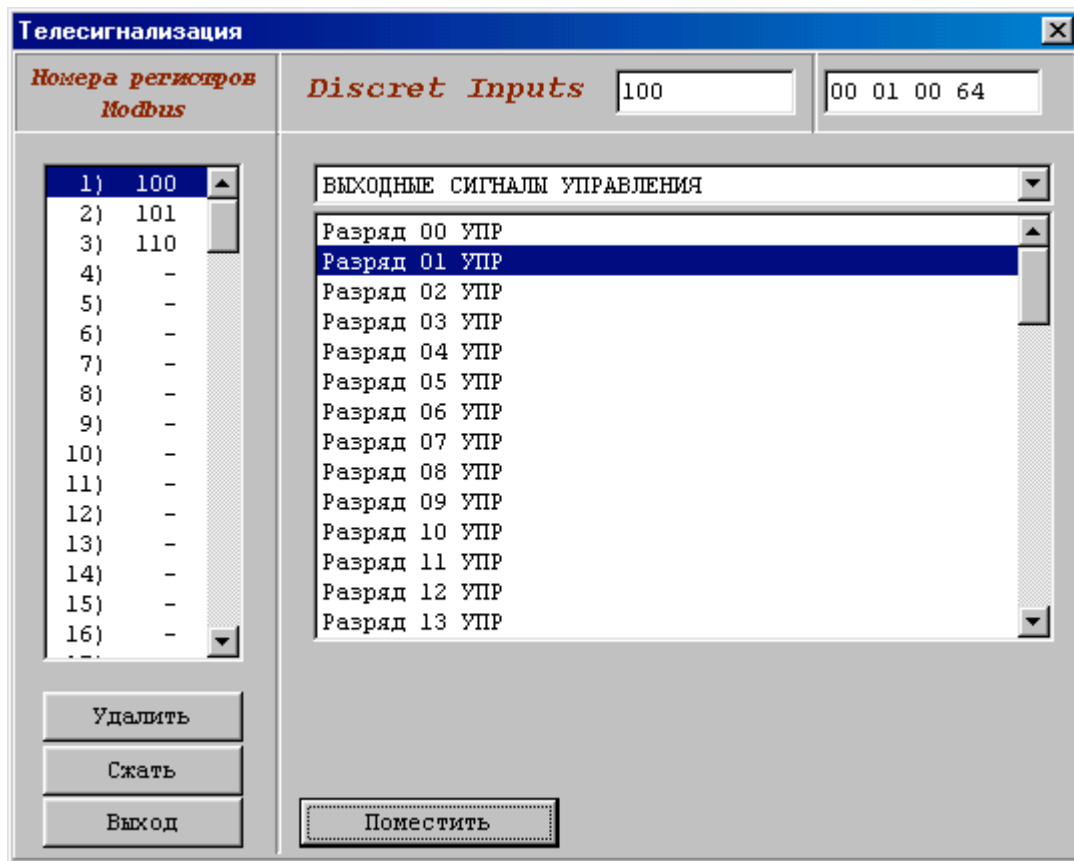 Телесигнализация
Номера регистров
Modbus
Discret Inputs
100
00 01 00 64
1) 100
2) 101
3) 110
4) -
5) -
6) -
7) -
8) -
9) -
10) -
11) -
12) -
13) -
14) -
15) -
16) -
ВЫХОДНЫЕ СИГНАЛЫ УПРАВЛЕНИЯ
Разряд 00 УПР
Разряд 01 УПР
Разряд 02 УПР
Разряд 03 УПР
Разряд 04 УПР
Разряд 05 УПР
Разряд 06 УПР
Разряд 07 УПР
Разряд 08 УПР
Разряд 09 УПР
Разряд 10 УПР
Разряд 11 УПР
Разряд 12 УПР
Разряд 13 УПР
Удалить
Сжать
Выход
Поместить